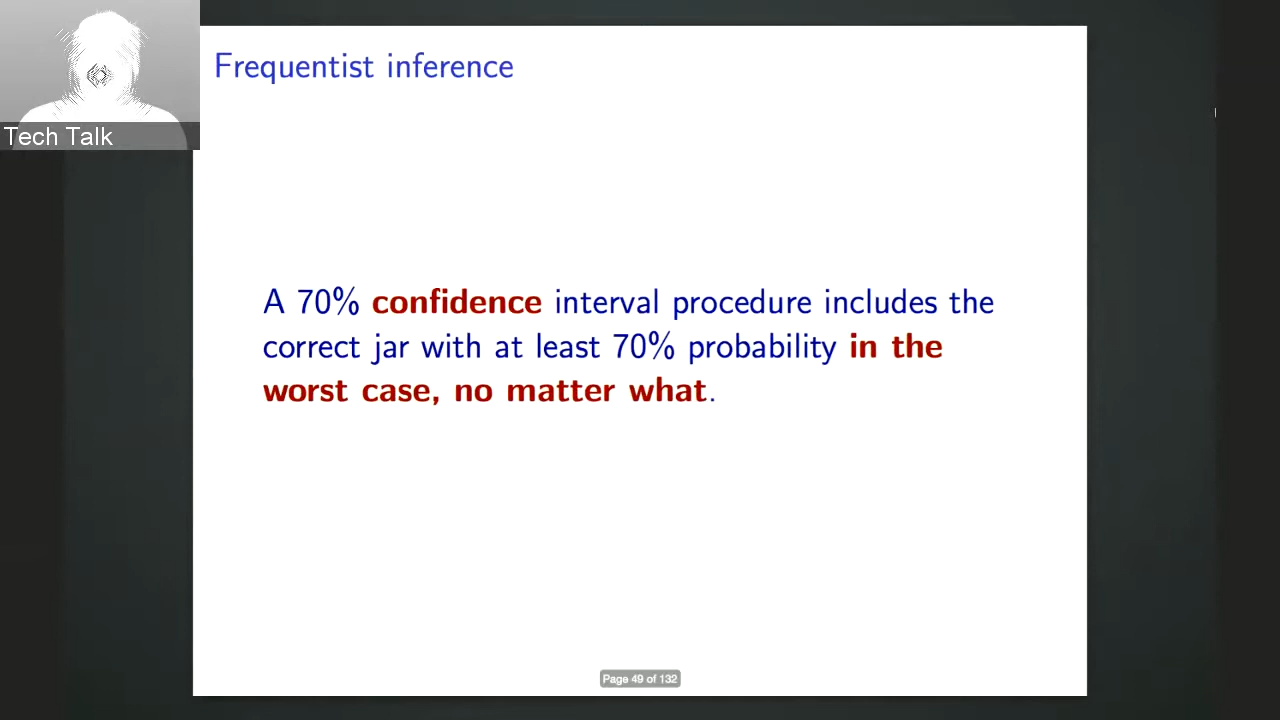 Frequentist inference
Tech Talk
A 70% confidence interval procedure includes the
correct jar with at least 70% probability in the
worst case, no matter what.
Page 49 of 132